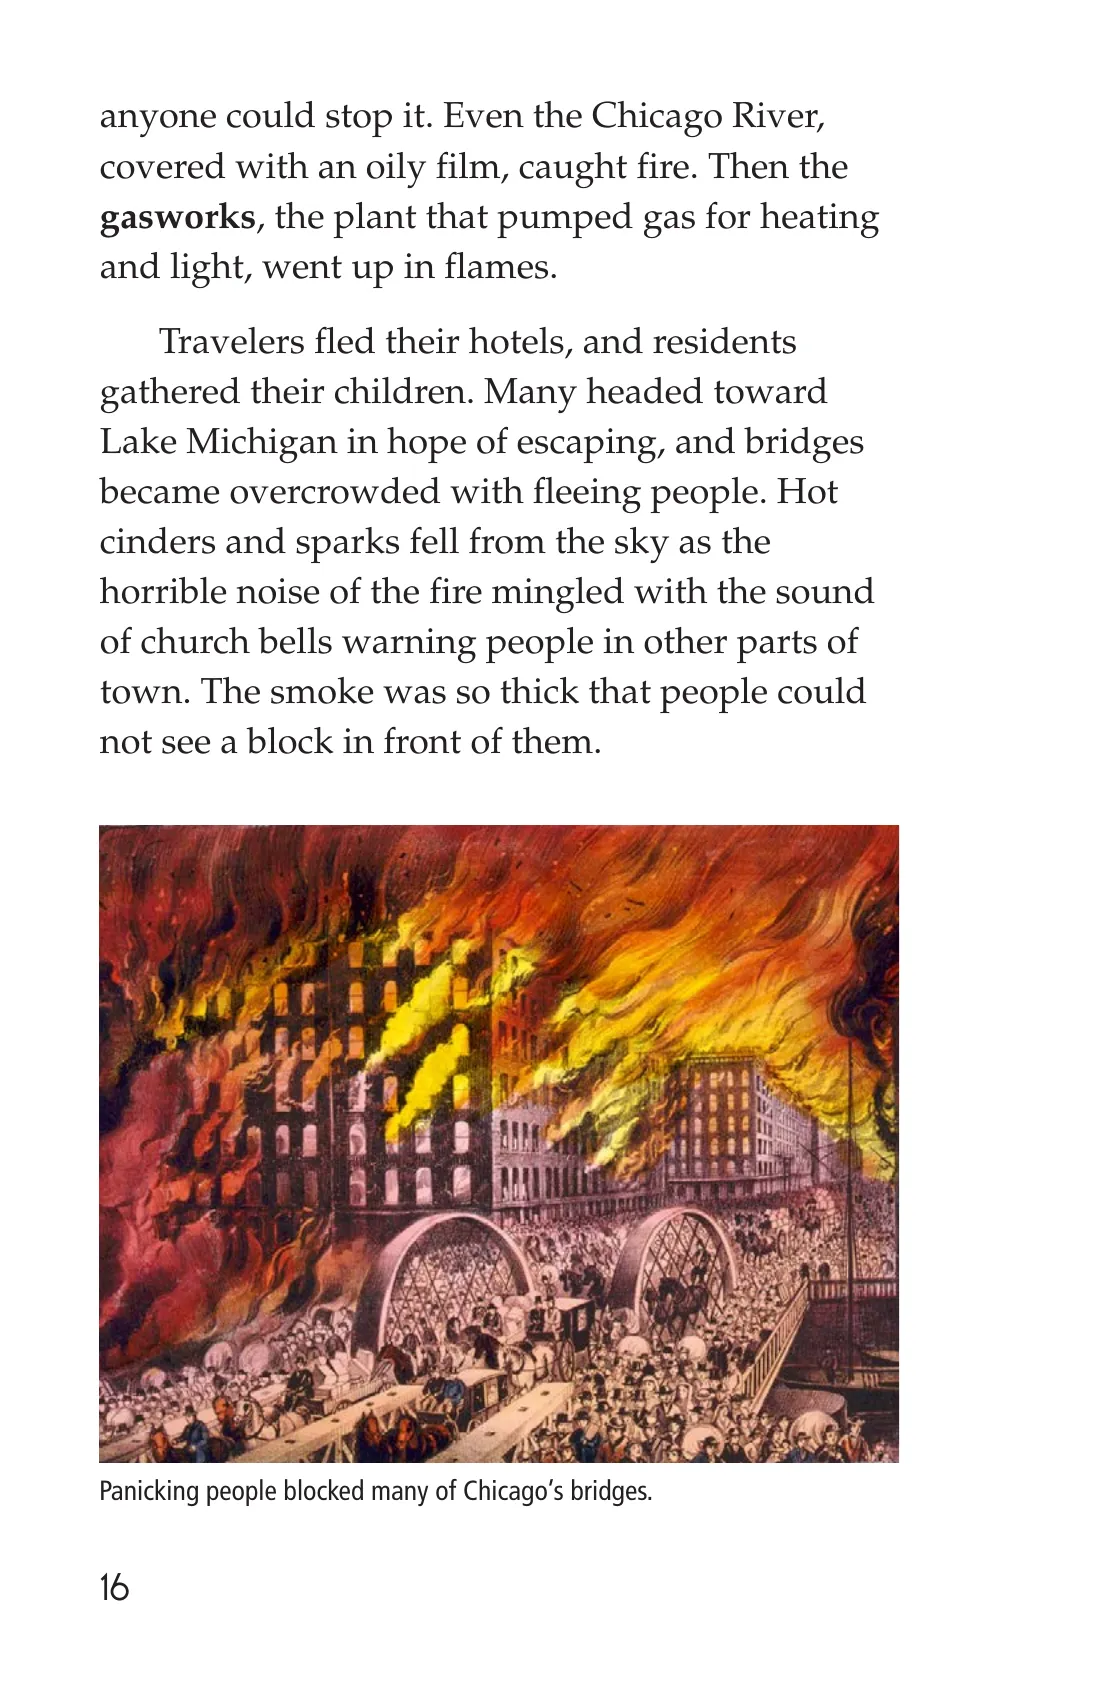 anyone could stop it. Even the Chicago River,
covered with an oily film, caught fire. Then the
gasworks, the plant that pumped gas for heating
and light, went up in flames.
Travelers fled their hotels, and residents
gathered their children. Many headed toward
Lake Michigan in hope of escaping, and bridges
became overcrowded with fleeing people. Hot
cinders and sparks fell from the sky as the
horrible noise of the fire mingled with the sound
of church bells warning people in other parts of
town. The smoke was so thick that people could
not see a block in front of them.
Panicking people blocked many of Chicago’s bridges.
16